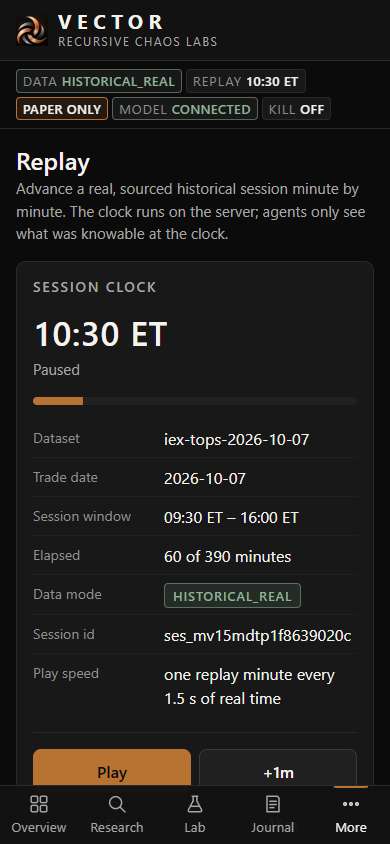 VECTOR
RECURSIVE CHAOS LABS
DATA HISTORICAL_REAL REPLAY 10:30 ET
PAPER ONLY MODEL CONNECTED KILL OFF
Replay
Advance a real, sourced historical session minute by
minute. The clock runs on the server; agents only see
what was knowable at the clock.
SESSION CLOCK
10:30 ET
Paused
Dataset iex-tops-2026-10-07
Trade date 2026-10-07
Session window 09:30 ET – 16:00 ET
Elapsed 60 of 390 minutes
Data mode HISTORICAL_REAL
Session id ses_mv15mdtp1f8639020c
Play speed one replay minute every
1.5 s of real time
Play +1m
Overview Research Lab Journal More